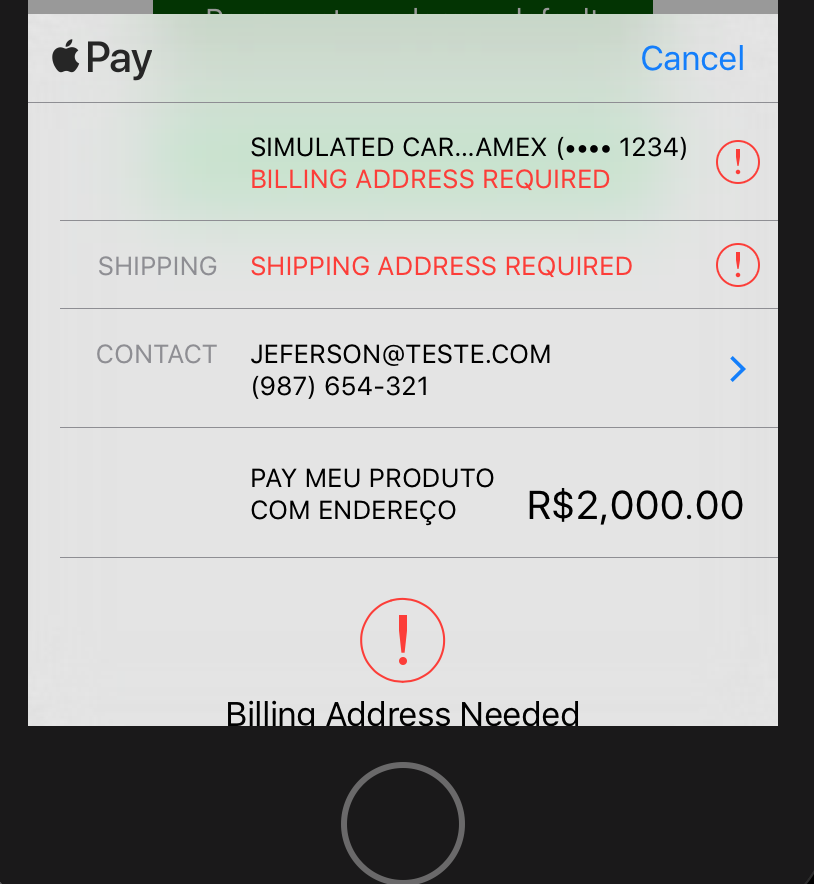 Pay
Cancel
SIMULATED CAR...AMEX (•••• 1234)
BILLING ADDRESS REQUIRED
SHIPPING
SHIPPING ADDRESS REQUIRED
CONTACT
JEFERSON@TESTE.COM
(987) 654-321
PAY MEU PRODUTO
COM ENDEREÇO
R$2,000.00
Billing Address Needed